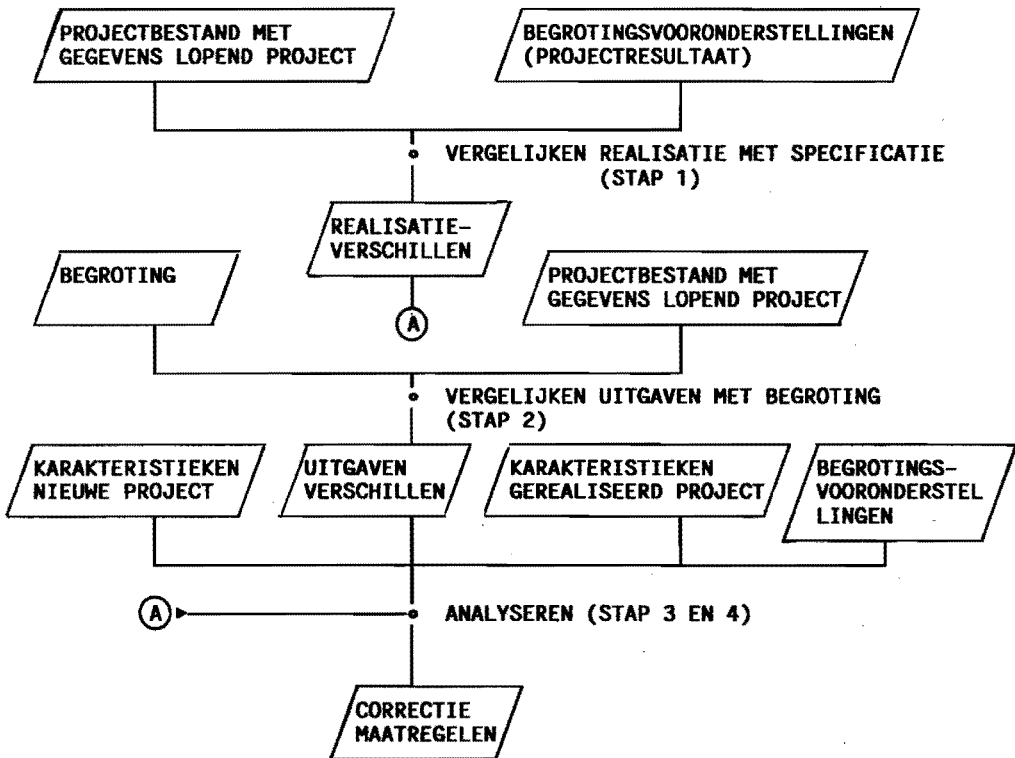 PROJECTBESTAND MET
GEGEVENS LOPEND PROJECT
BEGROTINGSVOORONDERSTELLINGEN
(PROJECTRESULTAAT)
VERGELIJKEN REALISATIE MET SPECIFICATIE
(STAP 1)
REALISATIE-
VERSCHILLEN
BEGROTING
PROJECTBESTAND MET
GEGEVENS LOPEND PROJECT
A
VERGELIJKEN UITGAVEN MET BEGROTING
(STAP 2)
KARAKTERISTIEKEN
NIEUWE PROJECT
UITGAVEN
VERSCHILLEN
KARAKTERISTIEKEN
GEREALISEERD PROJECT
BEGROTINGS-
VOORONDERSTEL
LINGEN
A
ANALYSEREN (STAP 3 EN 4)
CORRECTIE
MAATREGELEN